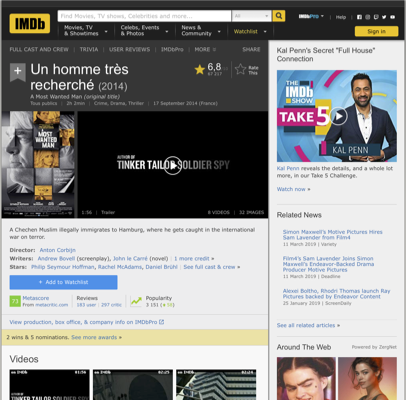 IMDb
Find Movies, TV shows, Celebrities and more...
All
Movies, TV & Showtimes
Celebs, Events & Photos
News & Community
Watchlist
IMDbPro
Help
Sign in
FULL CAST AND CREW | TRIVIA | USER REVIEWS | IMDbPro | MORE
SHARE
Un homme très
recherché (2014)
A Most Wanted Man (original title)
Tous publics | 2h 2min | Crime, Drama, Thriller | 17 September 2014 (France)
6,8
Rate
This
MOST
WANTED
MAN
AUTHOR OF
TINKER TAILOR SOLDIER SPY
1:56 | Trailer
8 VIDEOS | 32 IMAGES
A Chechen Muslim illegally immigrates to Hamburg, where he gets caught in the international
war on terror.
Director: Anton Corbijn
Writers: Andrew Bovell (screenplay), John le Carré (novel) | 1 more credit »
Stars: Philip Seymour Hoffman, Rachel McAdams, Daniel Brühl | See full cast & crew »
+ Add to Watchlist
73
Metascore
From metacritic.com
Reviews
183 user | 297 critic
Popularity
View production, box office, & company info on IMDbPro
2 wins & 5 nominations. See more awards »
Videos
Kal Penn's Secret "Full House"
Connection
THE
IMDb
SHOW
TAKE 5
KAL PENN
Kal Penn reveals the details, and a whole lot
more, in our Take 5 Challenge.
Watch now »
Related News
Simon Maxwell's Motive Pictures Hires
Sam Lavender from Film4
11 March 2019 | Variety
Film4's Sam Lavender Joins Simon
Maxwell's Endeavor-Backed Drama
Producer Motive Pictures
11 March 2019 | Deadline
Alexei Boltho, Rhodri Thomas launch Ray
Pictures backed by Endeavor Content
25 January 2019 | ScreenDaily
See all related articles »
Around The Web
Powered by ZergNet